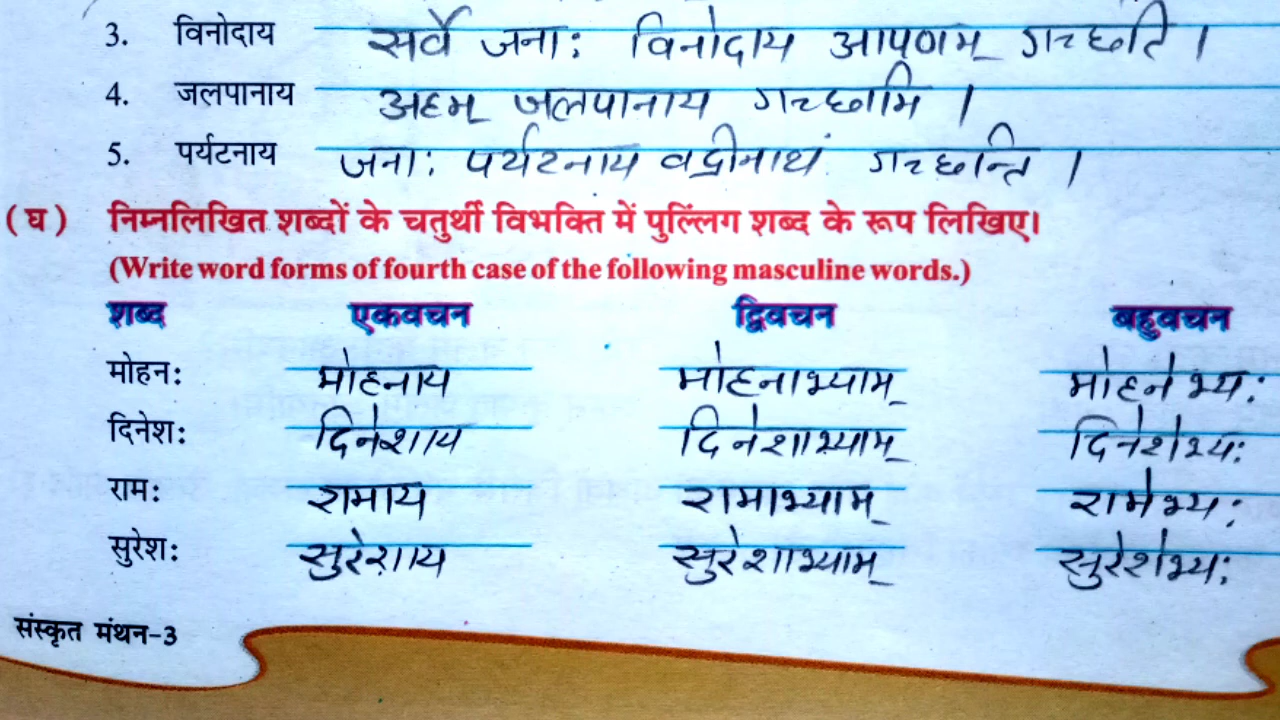 3. विनोदाय सर्वे जनाः विनोदाय आपणम् गच्छति ।
4. जलपानाय अहम् जलपानाय गच्छामि ।
5. पर्यटनाय जनाः पर्यटनाय वद्रीनाथं गच्छन्ति ।
(घ) निम्नलिखित शब्दों के चतुर्थी विभक्ति में पुल्लिंग शब्द के रूप लिखिए।
(Write word forms of fourth case of the following masculine words.)
शब्द एकवचन द्विवचन बहुवचन
मोहनः मोहनाय मोहनाभ्याम् मोहनेभ्यः
दिनेशः दिनेशाय दिनेशाभ्याम् दिनेशेभ्यः
रामः रामाय रामाभ्याम् रामेभ्यः
सुरेशः सुरेशाय सुरेशाभ्याम् सुरेशेभ्यः
संस्कृत मंथन-3